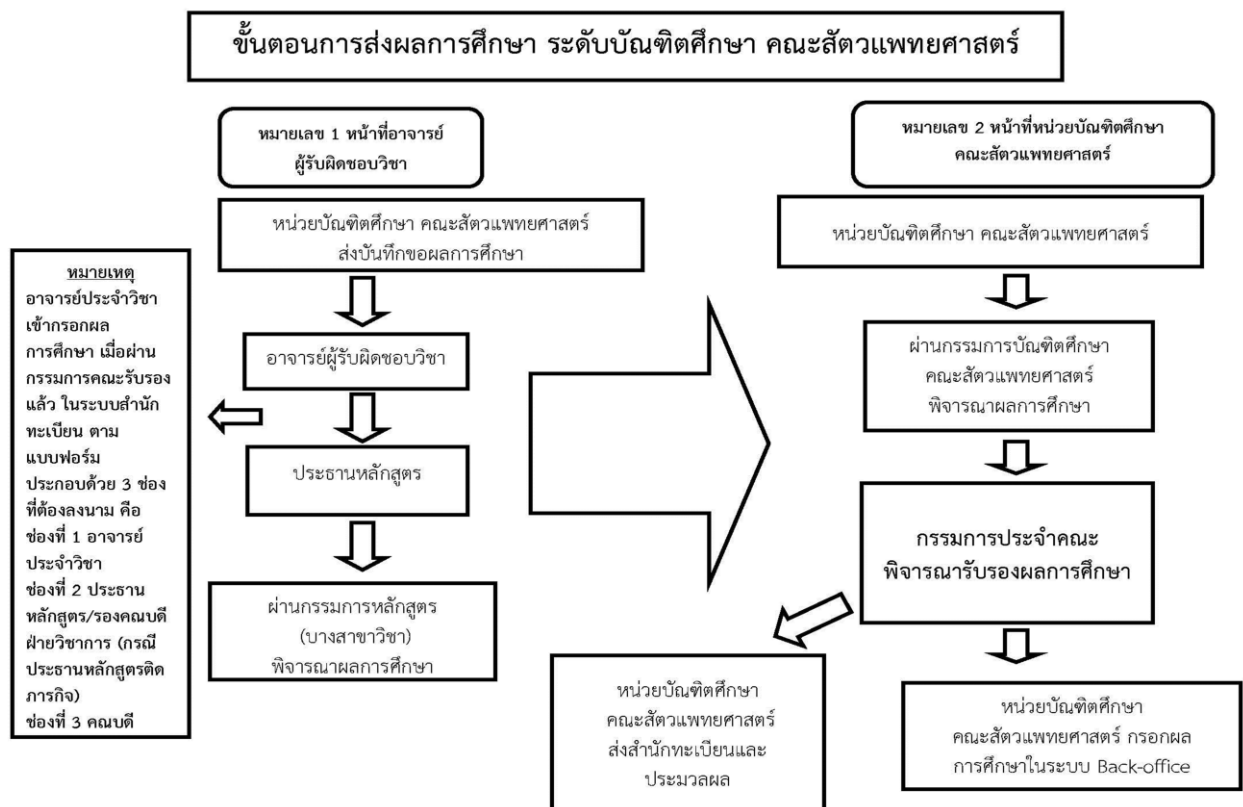 ขั้นตอนการส่งผลการศึกษา ระดับบัณฑิตศึกษา คณะสัตวแพทยศาสตร์
หมายเลข 1 หน้าที่อาจารย์
ผู้รับผิดชอบวิชา
หน่วยบัณฑิตศึกษา คณะสัตวแพทยศาสตร์
ส่งบันทึกขอผลการศึกษา
อาจารย์ผู้รับผิดชอบวิชา
ประธานหลักสูตร
ผ่านกรรมการหลักสูตร
(บางสาขาวิชา)
พิจารณาผลการศึกษา
หมายเหตุ
อาจารย์ประจำวิชา
เข้ากรอกผล
การศึกษา เมื่อผ่าน
กรรมการคณะรับรอง
แล้ว ในระบบสำนัก
ทะเบียน ตาม
แบบฟอร์ม
ประกอบด้วย 3 ช่อง
ที่ต้องลงนาม คือ
ช่องที่ 1 อาจารย์
ประจำวิชา
ช่องที่ 2 ประธาน
หลักสูตร/รองคณบดี
ฝ่ายวิชาการ (กรณี
ประธานหลักสูตรติด
ภารกิจ)
ช่องที่ 3 คณบดี
หมายเลข 2 หน้าที่หน่วยบัณฑิตศึกษา
คณะสัตวแพทยศาสตร์
หน่วยบัณฑิตศึกษา คณะสัตวแพทยศาสตร์
ผ่านกรรมการบัณฑิตศึกษา
คณะสัตวแพทยศาสตร์
พิจารณาผลการศึกษา
กรรมการประจำคณะ
พิจารณารับรองผลการศึกษา
หน่วยบัณฑิตศึกษา
คณะสัตวแพทยศาสตร์
ส่งสำนักทะเบียนและ
ประมวลผล
หน่วยบัณฑิตศึกษา
คณะสัตวแพทยศาสตร์ กรอกผล
การศึกษาในระบบ Back-office